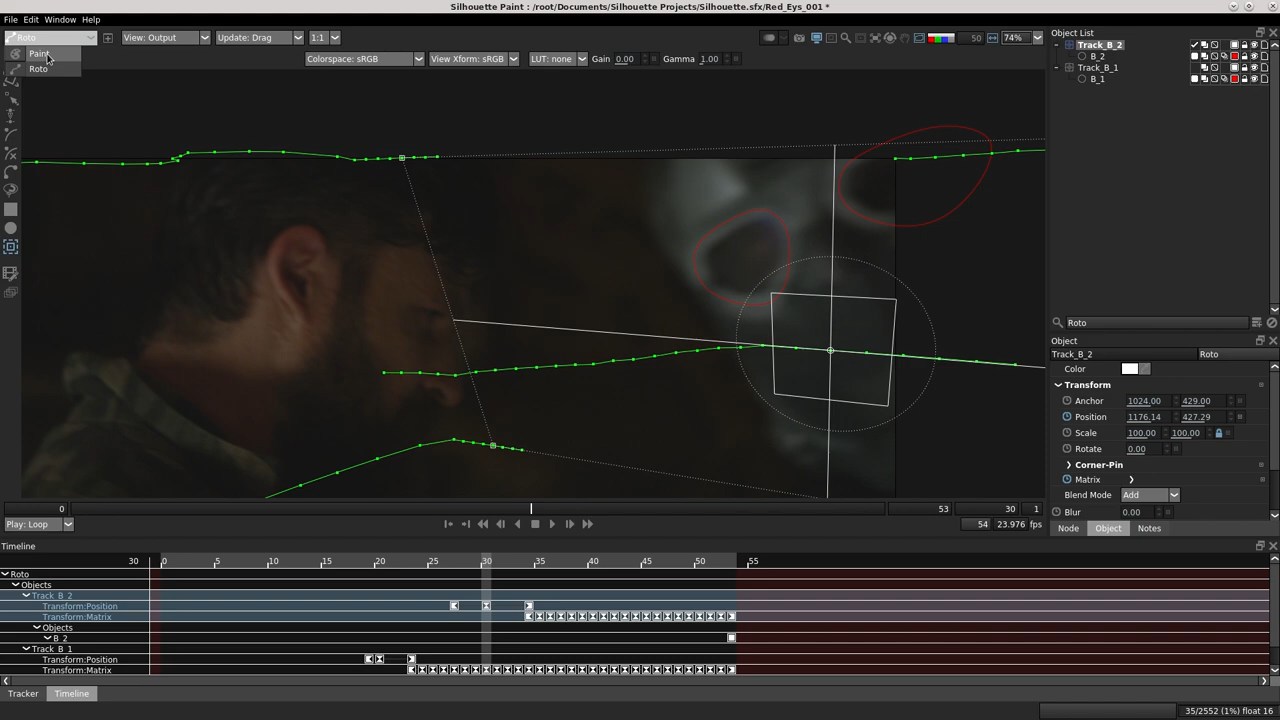 Silhouette Paint : /root/Documents/Silhouette Projects/Silhouette.sfx/Red_Eys_001 *
File Edit Window Help
Roto View: Output Update: Drag 1:1 50 74%
Paint
Roto
Colorspace: sRGB View Xform: sRGB LUT: none Gain 0.00 Gamma 1.00
Object List
Track_B_2
B_2
Track_B_1
B_1
Roto
Object
Track_B_2 Roto
Color
Transform
Anchor 1024.00 429.00
Position 1176.14 427.29
Scale 100.00 100.00
Rotate 0.00
Corner-Pin
Matrix
Blend Mode Add
Blur 0.00
Node Object Notes
0 53 30 1
Play: Loop 54 23.976 fps
Timeline
30 0 5 10 15 20 25 30 35 40 45 50 55
Roto
Objects
Track_B_2
Transform:Position
Transform:Matrix
Objects
B_2
Track_B_1
Transform:Position
Transform:Matrix
Tracker Timeline
35/2552 (1%) float 16